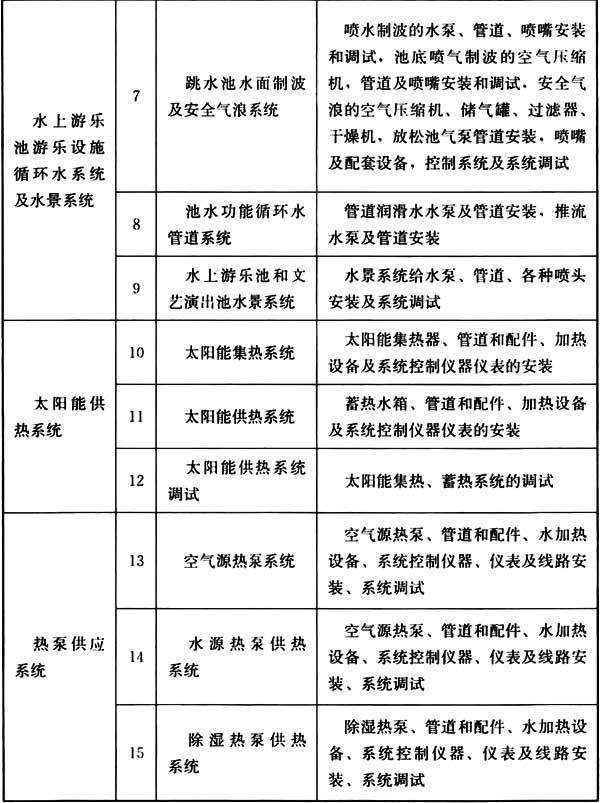 水上游乐
池游乐设施
循环水系统
及水景系统
7
跳水池水面制波
及安全气浪系统
喷水制波的水泵、管道、喷嘴安装
和调试，池底喷气制波的空气压缩
机，管道及喷嘴安装和调试，安全气
浪的空气压缩机、储气罐、过滤器、
干燥机，放松池气泵管道安装，喷嘴
及配套设备，控制系统及系统调试
8
池水功能循环水
管道系统
管道润滑水水泵及管道安装，推流
水泵及管道安装
9
水上游乐池和文
艺演出池水景系统
水景系统给水泵、管道、各种喷头
安装及系统调试
太阳能供
热系统
10
太阳能集热系统
太阳能集热器、管道和配件、加热
设备及系统控制仪器仪表的安装
11
太阳能供热系统
蓄热水箱、管道和配件、加热设备
及系统控制仪器仪表的安装
12
太阳能供热系统
调试
太阳能集热、蓄热系统的调试
热泵供应
系统
13
空气源热泵系统
空气源热泵、管道和配件、水加热
设备、系统控制仪器、仪表及线路安
装、系统调试
14
水源热泵供热
系统
空气源热泵、管道和配件、水加热
设备、系统控制仪器、仪表及线路安
装、系统调试
15
除湿热泵供热
系统
除湿热泵、管道和配件、水加热设
备、系统控制仪器、仪表及线路安
装、系统调试